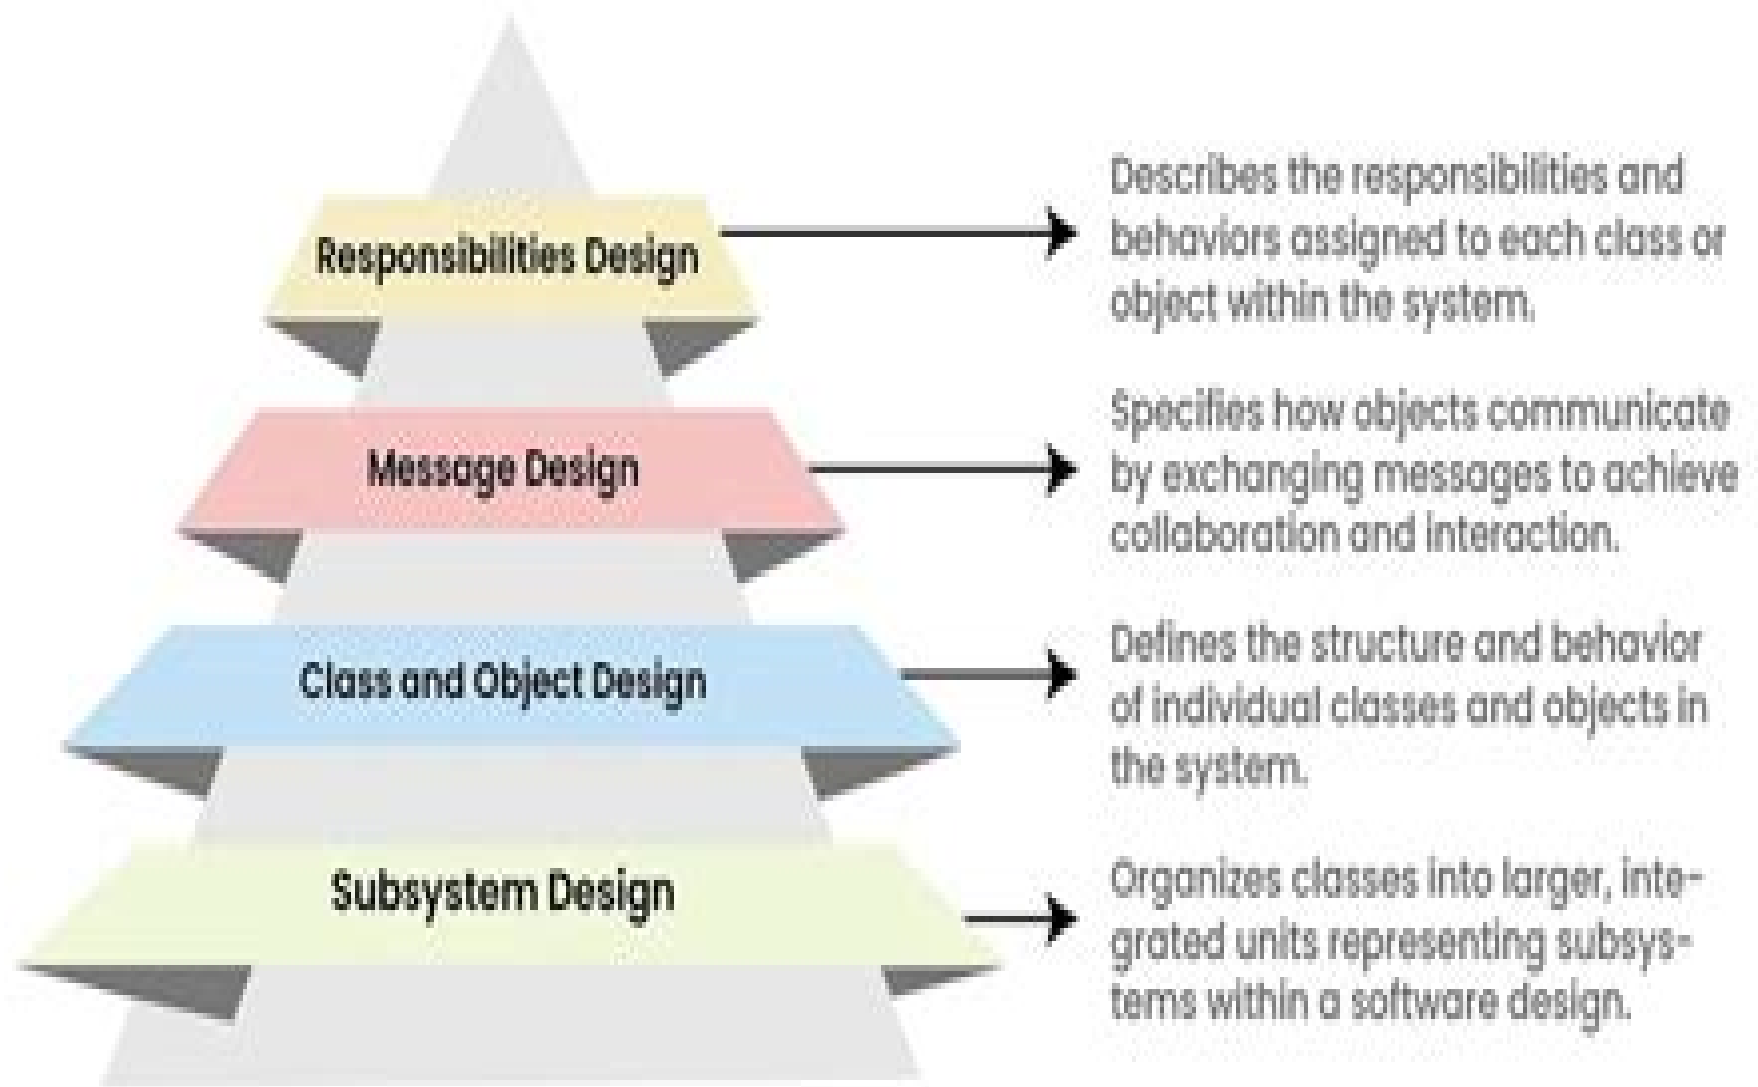 Responsibilities Design
Describes the responsibilities and
behaviors assigned to each class or
object within the system.
Message Design
Specifies how objects communicate
by exchanging messages to achieve
collaboration and interaction.
Class and Object Design
Defines the structure and behavior
of individual classes and objects in
the system.
Subsystem Design
Organizes classes into larger, inte-
grated units representing subsys-
tems within a software design.